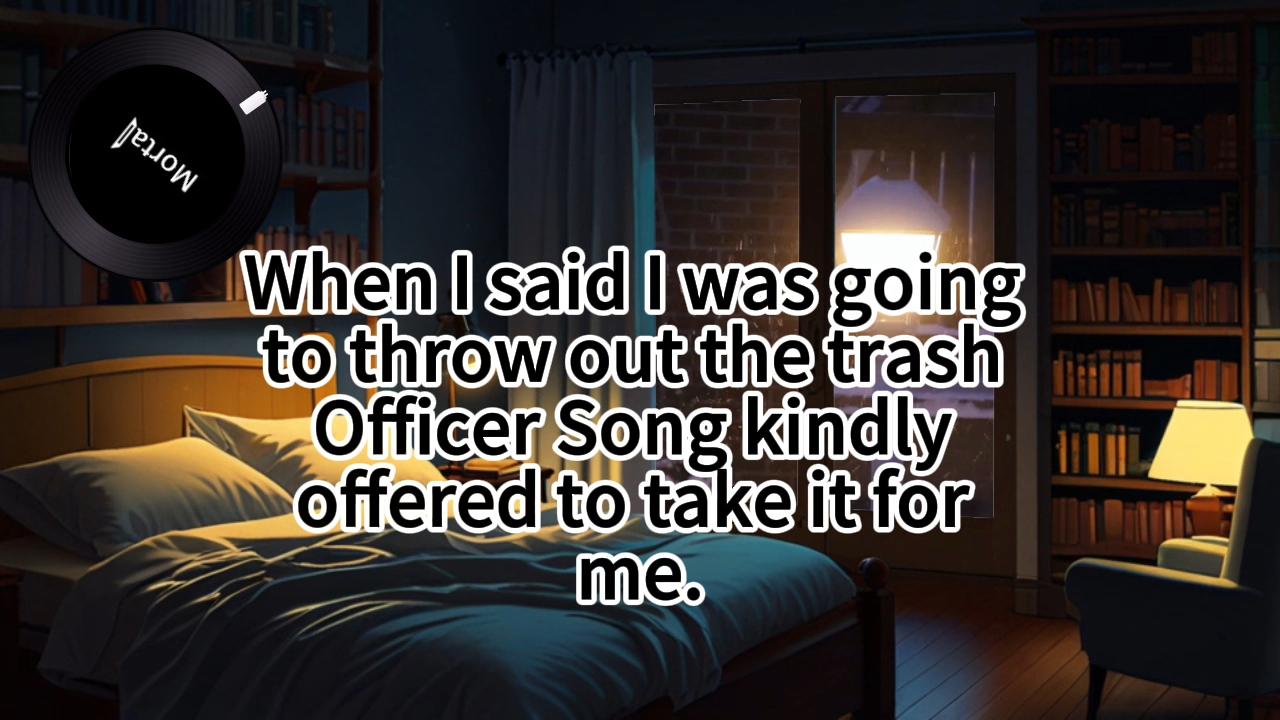 Mortal
When I said I was going
to throw out the trash
Officer Song kindly
offered to take it for
me.